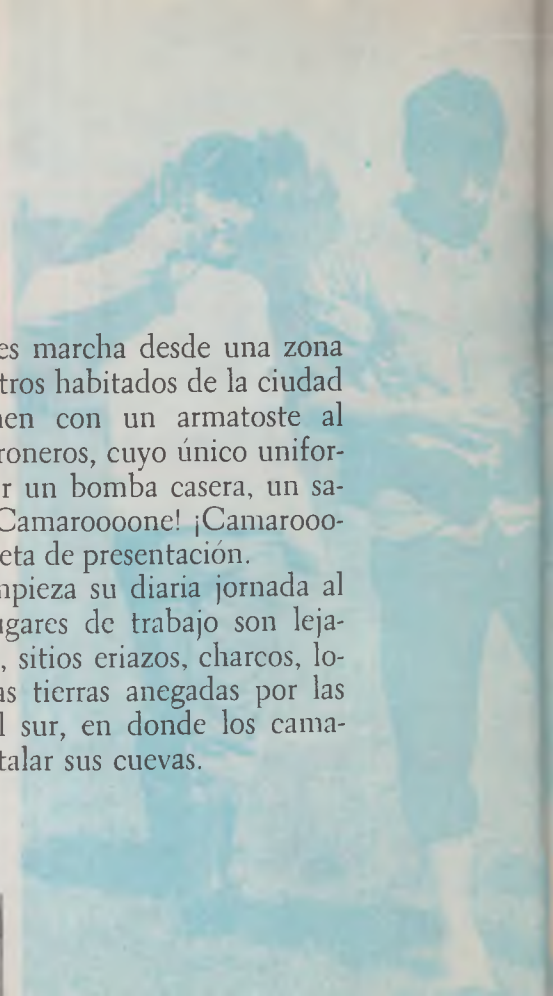 es marcha desde una zona
tros habitados de la ciudad
nen con un armatoste al
roneros, cuyo único unifor-
r un bomba casera, un sa-
Camaroooone! ¡Camarooo-
eta de presentación.
npieza su diaria jornada al
ugares de trabajo son leja-
, sitios eriazos, charcos, lo-
as tierras anegadas por las
l sur, en donde los cama-
talar sus cuevas.